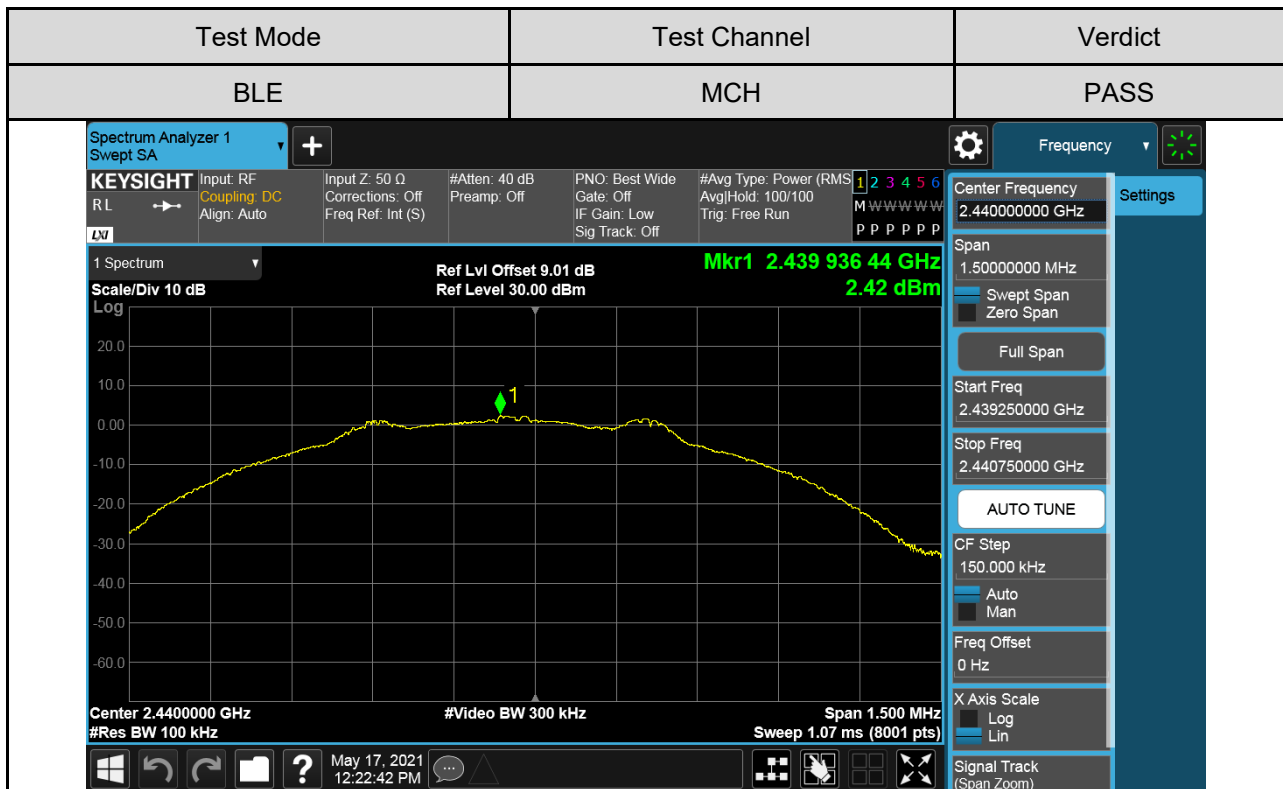 Test Mode Test Channel Verdict
BLE MCH PASS
Spectrum Analyzer 1
Swept SA
+
Frequency
KEYSIGHT
RL
LXI
Input: RF
Coupling: DC
Align: Auto
Input Z: 50 Ω
Corrections: Off
Freq Ref: Int (S)
#Atten: 40 dB
Preamp: Off
PNO: Best Wide
Gate: Off
IF Gain: Low
Sig Track: Off
#Avg Type: Power (RMS
Avg|Hold: 100/100
Trig: Free Run
1 2 3 4 5 6
M W W W W W
P P P P P P
1 Spectrum
Scale/Div 10 dB
Ref Lvl Offset 9.01 dB
Ref Level 30.00 dBm
Mkr1 2.439 936 44 GHz
2.42 dBm
Log
20.0
10.0
0.00
-10.0
-20.0
-30.0
-40.0
-50.0
-60.0
1
Center 2.4400000 GHz
#Res BW 100 kHz
#Video BW 300 kHz
Span 1.500 MHz
Sweep 1.07 ms (8001 pts)
Center Frequency
2.440000000 GHz
Settings
Span
1.50000000 MHz
Swept Span
Zero Span
Full Span
Start Freq
2.439250000 GHz
Stop Freq
2.440750000 GHz
AUTO TUNE
CF Step
150.000 kHz
Auto
Man
Freq Offset
0 Hz
X Axis Scale
Log
Lin
Signal Track
(Span Zoom)
?
May 17, 2021
12:22:42 PM